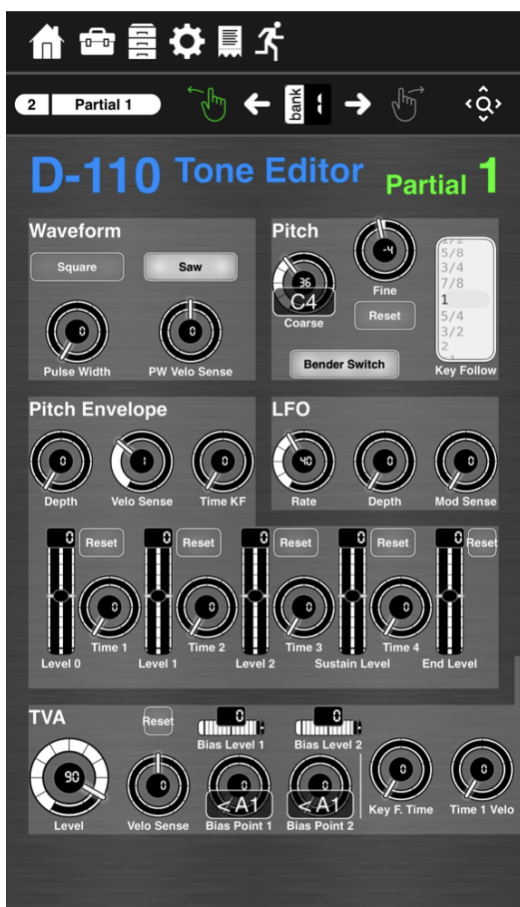 2 Partial 1
bank 1
D-110 Tone Editor Partial 1
Waveform
Square Saw
0 0
Pulse Width PW Velo Sense
Pitch
36 -4
C4
Coarse Fine
Reset
Bender Switch
1/2
5/8
3/4
7/8
1
5/4
3/2
2
Key Follow
Pitch Envelope
0 1 0
Depth Velo Sense Time KF
LFO
40 0 0
Rate Depth Mod Sense
0 Reset 0 Reset 0 Reset 0 Reset 0 Reset
0 0 0 0
Time 1 Time 2 Time 3 Time 4
Level 0 Level 1 Level 2 Sustain Level End Level
TVA
Reset
0 0
Bias Level 1 Bias Level 2
90 0 0 0
< A1 < A1
Level Velo Sense Bias Point 1 Bias Point 2
Key F. Time Time 1 Velo